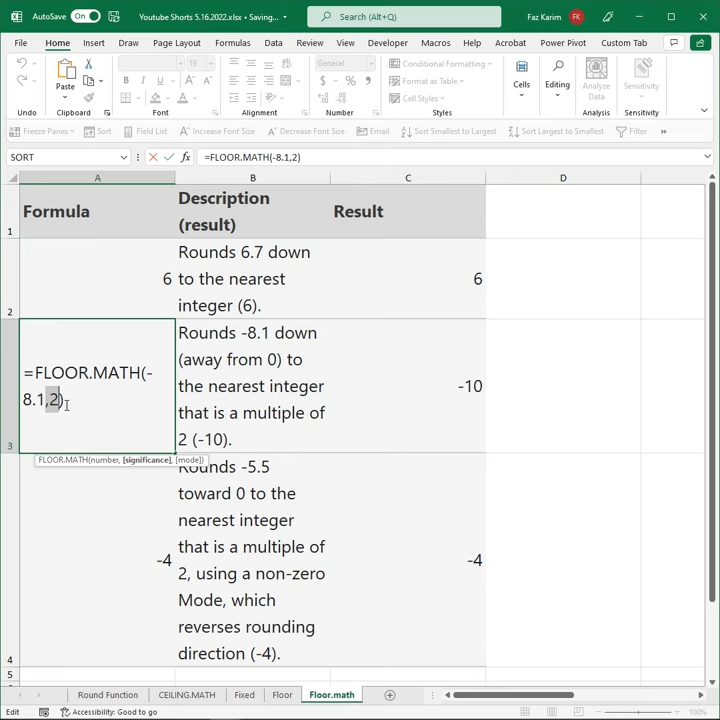 AutoSave On Youtube Shorts 5.16.2022.xlsx • Saving... Search (Alt+Q) Faz Karim FK
File Home Insert Draw Page Layout Formulas Data Review View Developer Macros Help Acrobat Power Pivot Custom Tab
19 General Conditional Formatting
Paste B I U A $ % , Format as Table Cells Editing Analyze Data Sensitivity
Cell Styles
Undo Clipboard Font Alignment Number Styles Analysis Sensitivity
Freeze Panes Sort Field List Increase Font Size Decrease Font Size Email Sort Smallest to Largest Sort Largest to Smallest Filter
SORT fx =FLOOR.MATH(-8.1,2)
A B C D
1 Formula Description (result) Result
2 6 Rounds 6.7 down
to the nearest 6
integer (6).
3 =FLOOR.MATH(-
8.1,2)
Rounds -8.1 down
(away from 0) to
the nearest integer -10
that is a multiple of
2 (-10).
FLOOR.MATH(number, [significance], [mode])
4 -4 Rounds -5.5
toward 0 to the
nearest integer
that is a multiple of -4
2, using a non-zero
Mode, which
reverses rounding
direction (-4).
5
Round Function CEILING.MATH Fixed Floor Floor.math
Edit Accessibility: Good to go 100%